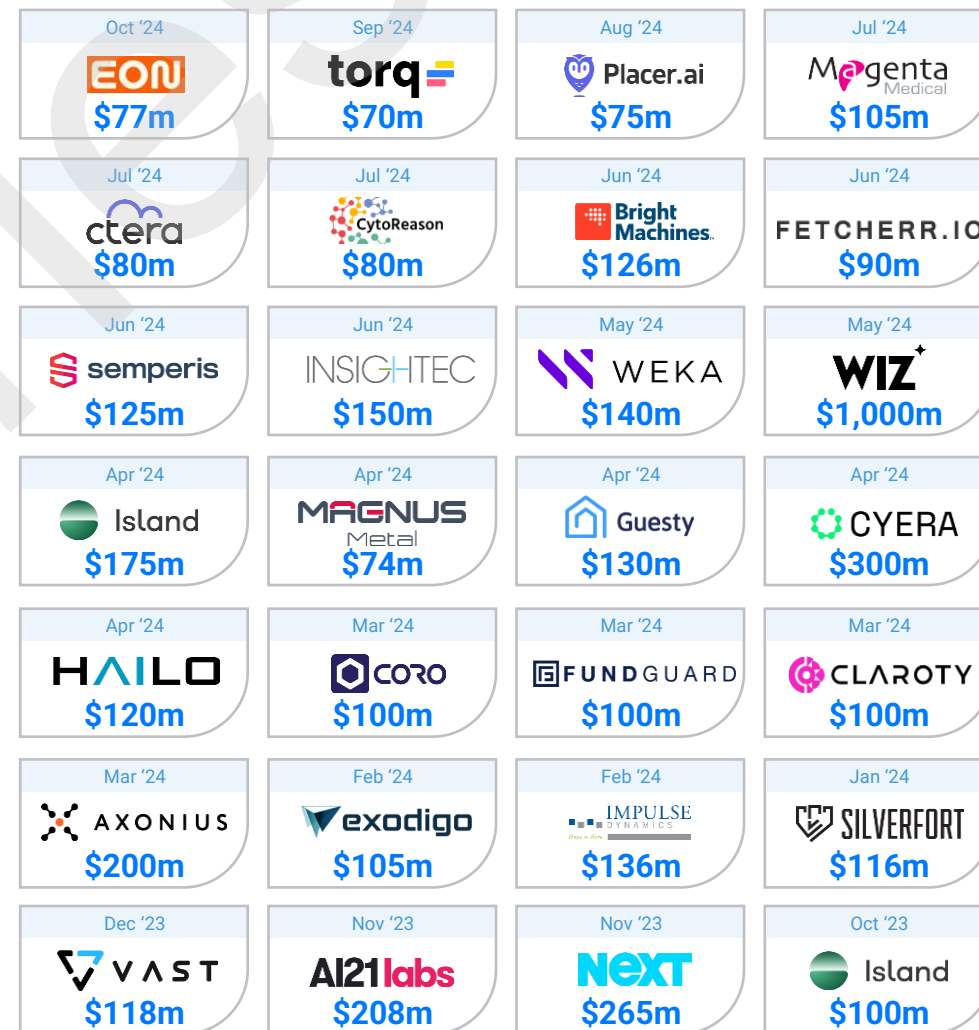 Oct ‘24
EON
$77m
Sep ‘24
torq
$70m
Aug ‘24
Placer.ai
$75m
Jul ‘24
Magenta
Medical
$105m
Jul ‘24
ctera
$80m
Jul ‘24
CytoReason
$80m
Jun ‘24
Bright
Machines.
$126m
Jun ‘24
FETCHERR.IO
$90m
Jun ‘24
semperis
$125m
Jun ‘24
INSIGHTEC
$150m
May ‘24
WEKA
$140m
May ‘24
WIZ
$1,000m
Apr ‘24
Island
$175m
Apr ‘24
MAGNUS
Metal
$74m
Apr ‘24
Guesty
$130m
Apr ‘24
CYERA
$300m
Apr ‘24
HAILO
$120m
Mar ‘24
CORO
$100m
Mar ‘24
FUNDGUARD
$100m
Mar ‘24
CLAROTY
$100m
Mar ‘24
AXONIUS
$200m
Feb ‘24
exodigo
$105m
Feb ‘24
IMPULSE
DYNAMICS
$136m
Jan ‘24
SILVERFORT
$116m
Dec ‘23
VAST
$118m
Nov ‘23
AI21labs
$208m
Nov ‘23
NEXT
$265m
Oct ‘23
Island
$100m